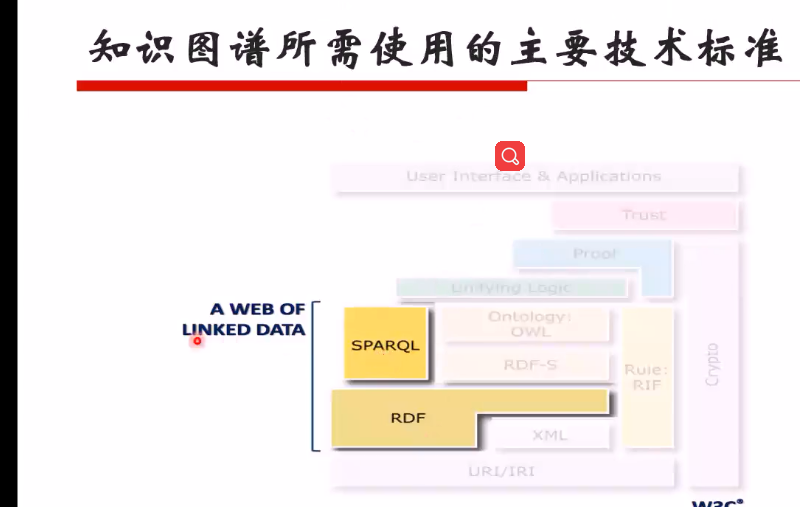 知识图谱所需使用的主要技术标准
User Interface & Applications
Trust
Proof
Unifying Logic
A WEB OF
LINKED DATA
SPARQL
Ontology:
OWL
RDF-S
Rule:
RIF
Crypto
RDF
XML
URI/IRI
W3C®